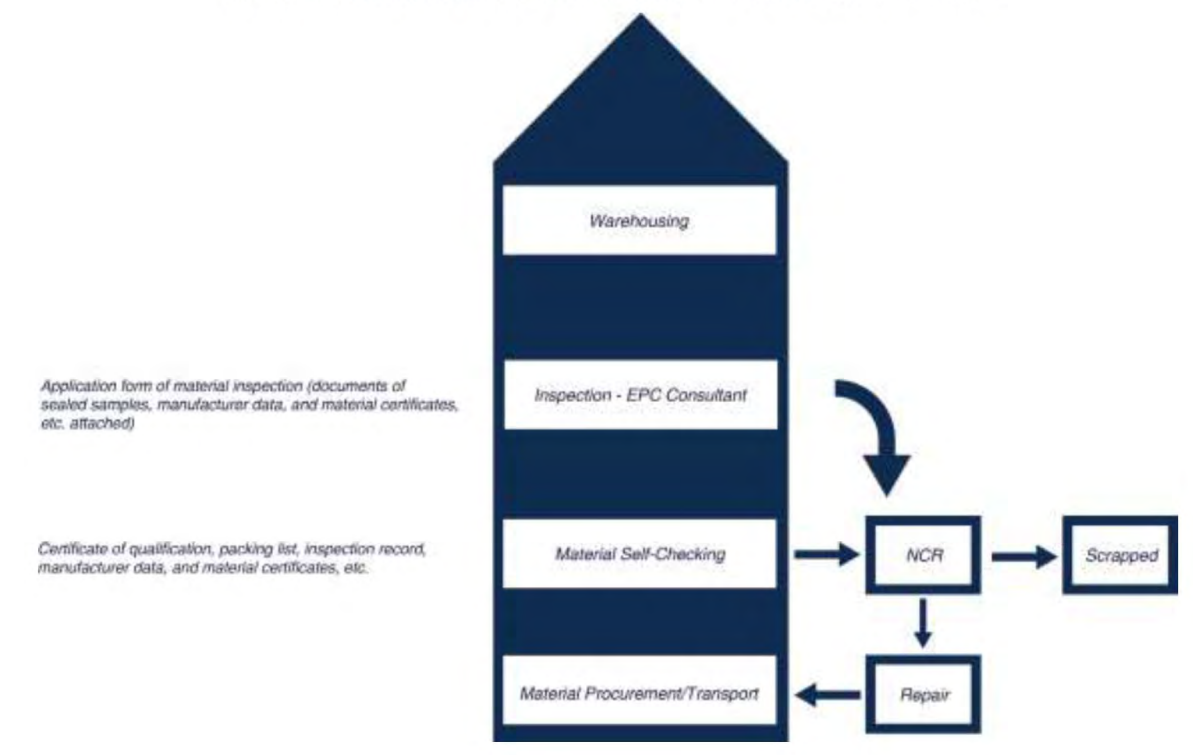 Warehousing
Application form of material inspection (documents of
sealed samples, manufacturer data, and material certificates,
etc. attached)
Inspection - EPC Consultant
Certificate of qualification, packing list, inspection record,
manufacturer data, and material certificates, etc.
Material Self-Checking
NCR
Scrapped
Material Procurement/Transport
Repair